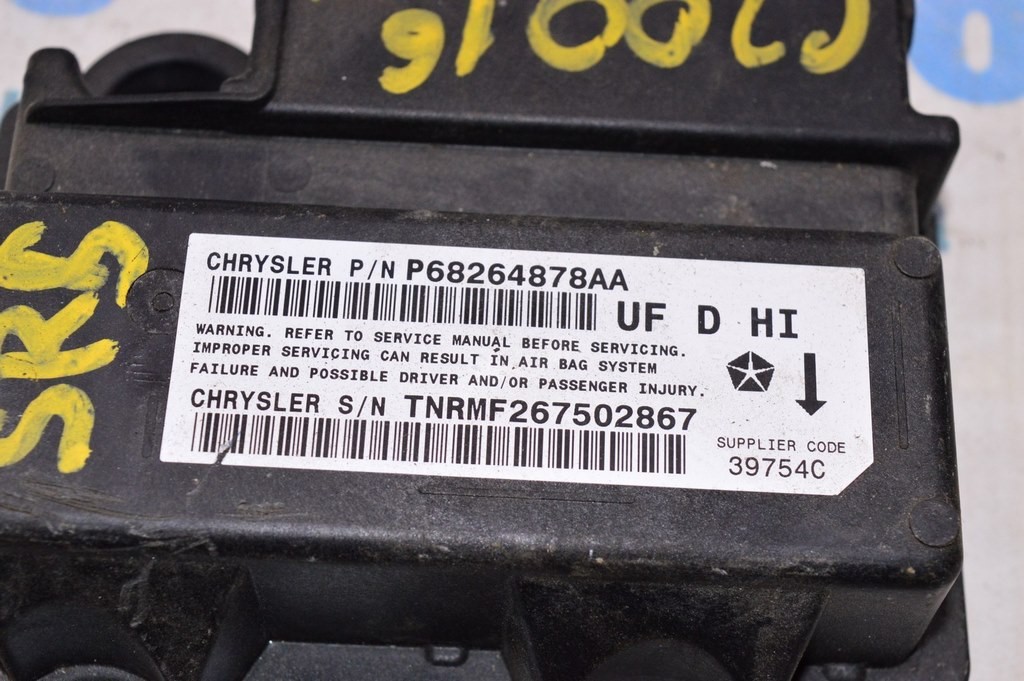 CHRYSLER P/N P68264878AA
UF D HI
WARNING. REFER TO SERVICE MANUAL BEFORE SERVICING.
IMPROPER SERVICING CAN RESULT IN AIR BAG SYSTEM
FAILURE AND POSSIBLE DRIVER AND/OR PASSENGER INJURY.
CHRYSLER S/N TNRMF267502867
SUPPLIER CODE
39754C
SRS